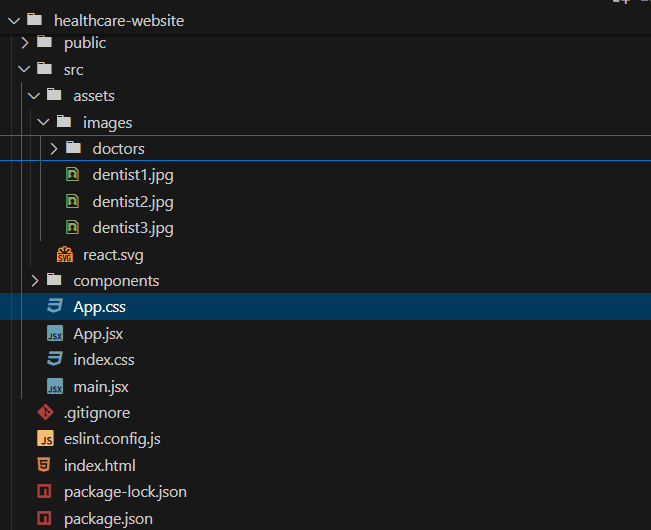 healthcare-website
public
src
assets
images
doctors
dentist1.jpg
dentist2.jpg
dentist3.jpg
SVG react.svg
components
App.css
JSX App.jsx
index.css
JSX main.jsx
.gitignore
JS eslint.config.js
index.html
package-lock.json
package.json